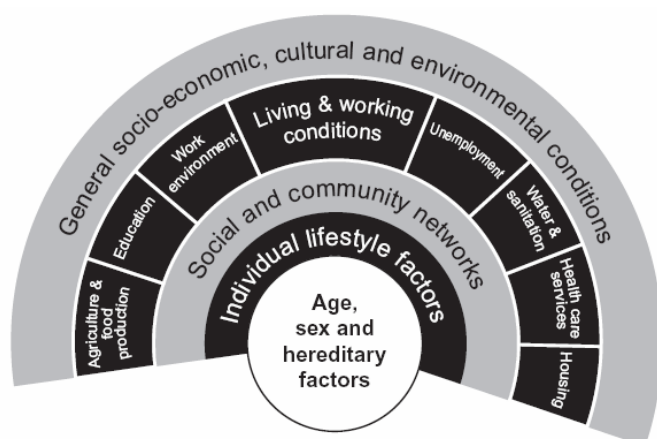 General socio-economic, cultural and environmental conditions
Agriculture &
food
production
Education
Work
environment
Living & working
conditions
Unemployment
Water &
sanitation
Health care
services
Housing
Social and community networks
Individual lifestyle factors
Age,
sex and
hereditary
factors